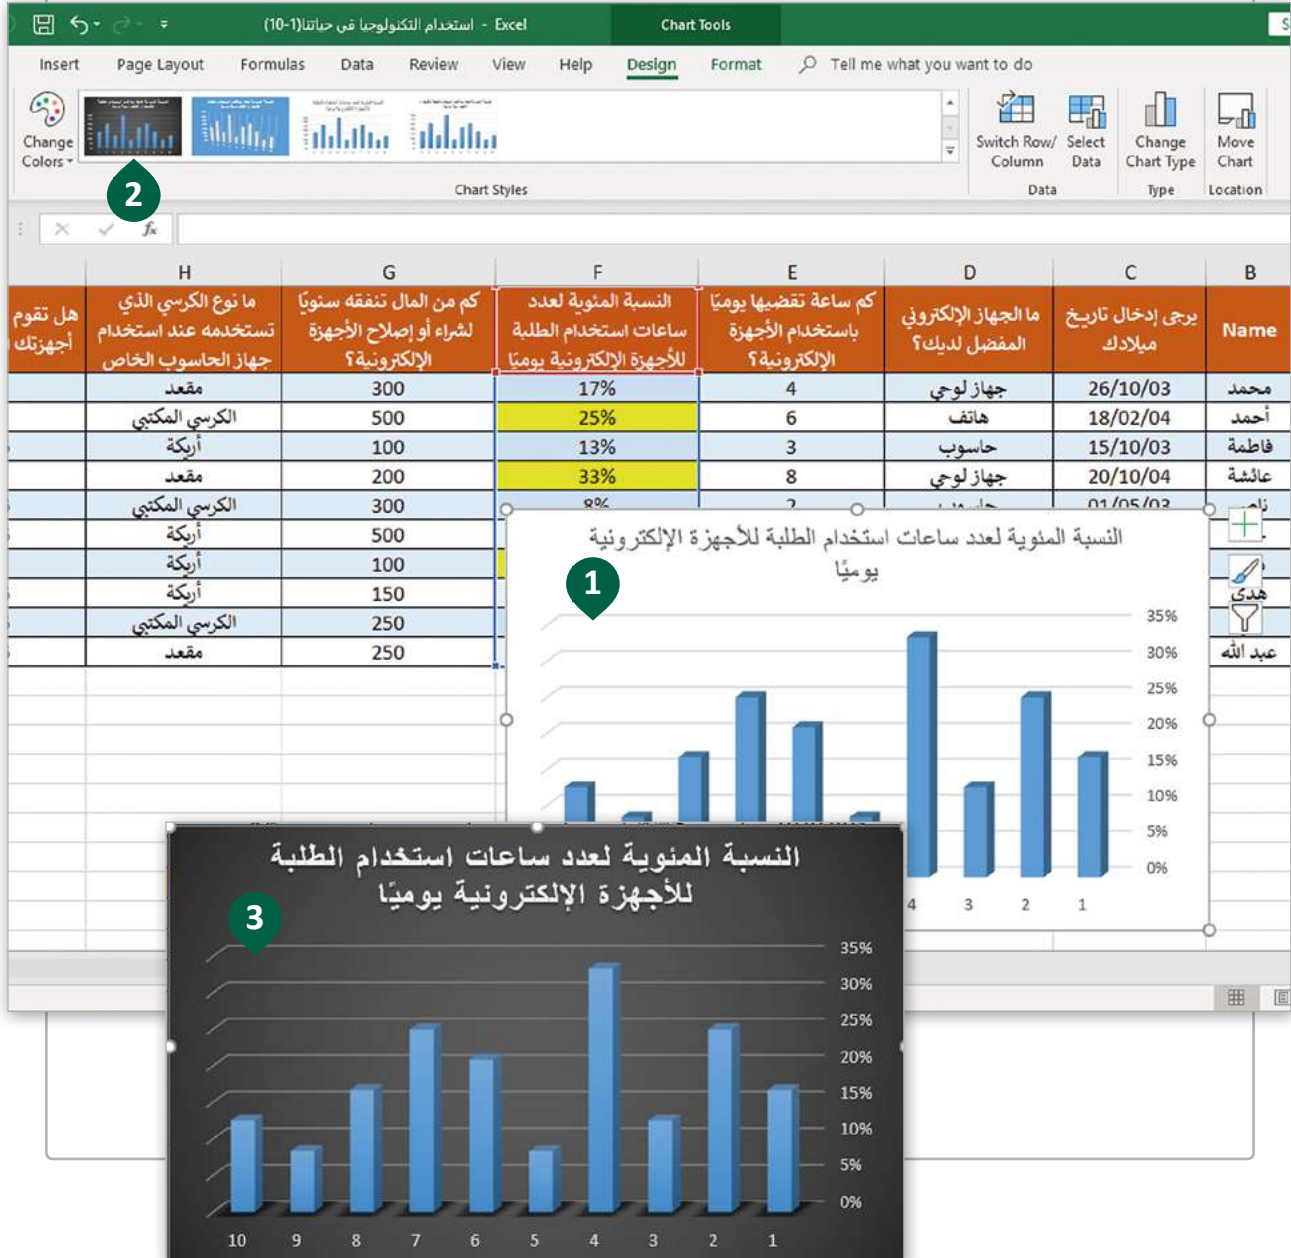 استخدام التكنولوجيا في حياتنا(1-10) - Excel
Chart Tools
Insert Page Layout Formulas Data Review View Help Design Format Tell me what you want to do
Change Colors
Switch Row/ Column
Select Data
Change Chart Type
Move Chart
Chart Styles Data Type Location
2
fx
H G F E D C B
Name
يرجى إدخال تاريخ ميلادك
ما الجهاز الإلكتروني المفضل لديك؟
كم ساعة تقضيها يوميًا باستخدام الأجهزة الإلكترونية؟
النسبة المئوية لعدد ساعات استخدام الطلبة للأجهزة الإلكترونية يوميًا
كم من المال تنفقه سنويًا لشراء أو إصلاح الأجهزة الإلكترونية؟
ما نوع الكرسي الذي تستخدمه عند استخدام جهاز الحاسوب الخاص
هل تقوم
أجهزتك
محمد 26/10/03 جهاز لوحي 4 17% 300 مقعد
أحمد 18/02/04 هاتف 6 25% 500 الكرسي المكتبي
فاطمة 15/10/03 حاسوب 3 13% 100 أريكة
عائشة 20/10/04 جهاز لوحي 8 33% 200 مقعد
01/05/03 2 8% 300 الكرسي المكتبي
500 أريكة
100 أريكة
هدى 150 أريكة
250 الكرسي المكتبي
عبد الله 250 مقعد
النسبة المئوية لعدد ساعات استخدام الطلبة للأجهزة الإلكترونية
يوميًا
1
35%
30%
25%
20%
15%
10%
5%
0%
4 3 2 1
النسبة المئوية لعدد ساعات استخدام الطلبة
للأجهزة الإلكترونية يوميًا
3
35%
30%
25%
20%
15%
10%
5%
0%
10 9 8 7 6 5 4 3 2 1